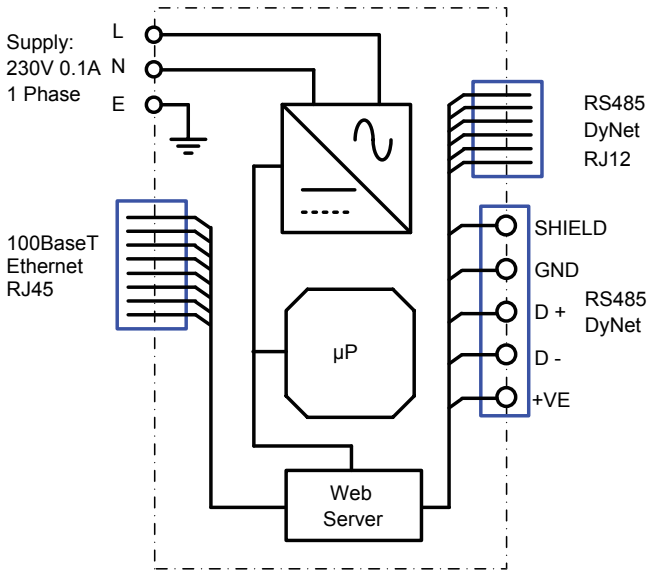 Supply:
230V 0.1A
1 Phase
L
N
E
RS485
DyNet
RJ12
100BaseT
Ethernet
RJ45
SHIELD
GND
D +
D -
+VE
RS485
DyNet
µP
Web
Server